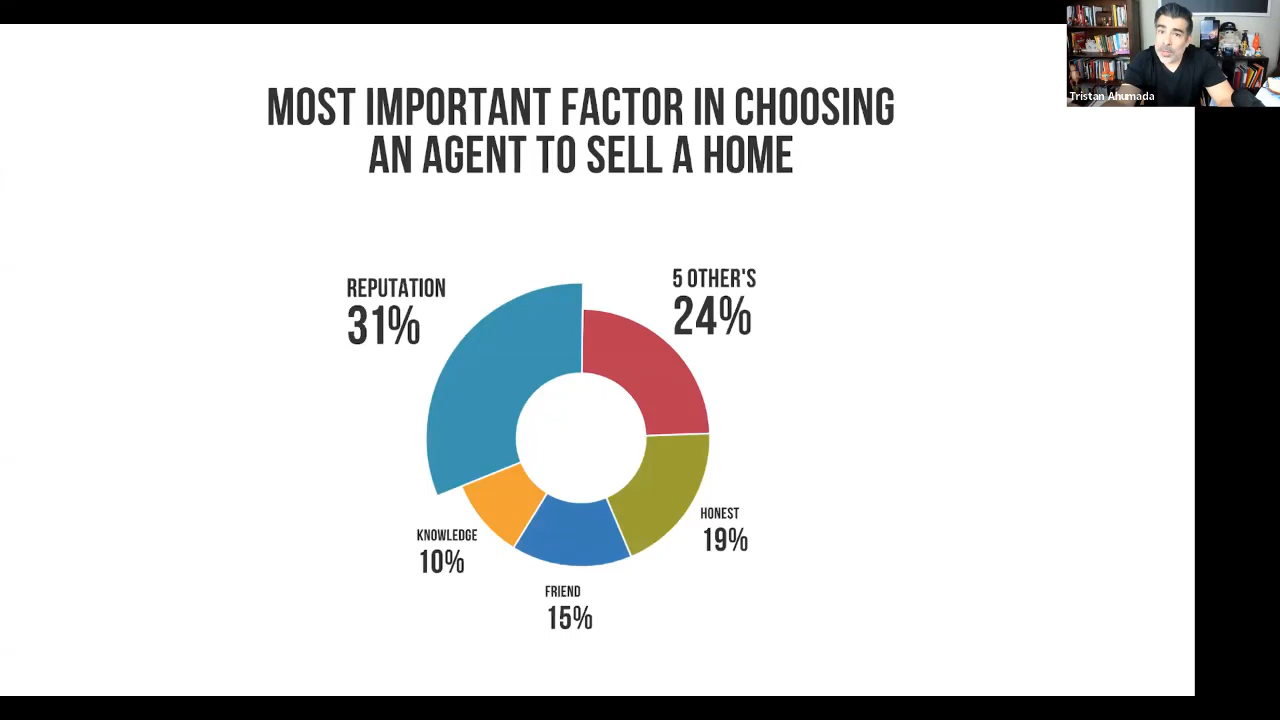 Tristan Ahumada
MOST IMPORTANT FACTOR IN CHOOSING
AN AGENT TO SELL A HOME
REPUTATION
31%
5 OTHER'S
24%
HONEST
19%
KNOWLEDGE
10%
FRIEND
15%